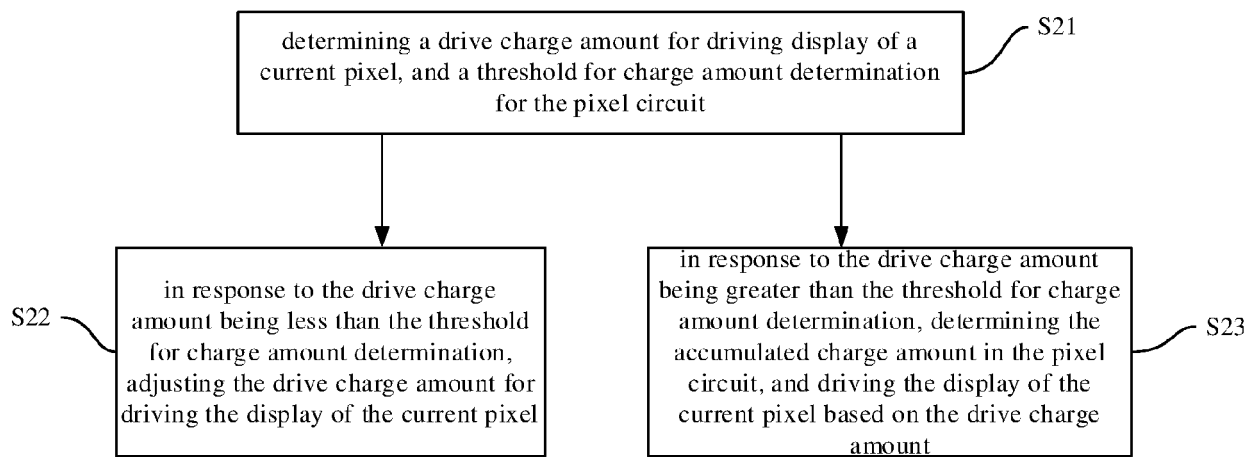 determining a drive charge amount for driving display of a
current pixel, and a threshold for charge amount determination
for the pixel circuit
S21
in response to the drive charge
amount being less than the threshold
for charge amount determination,
adjusting the drive charge amount for
driving the display of the current pixel
S22
in response to the drive charge amount
being greater than the threshold for charge
amount determination, determining the
accumulated charge amount in the pixel
circuit, and driving the display of the
current pixel based on the drive charge
amount
S23